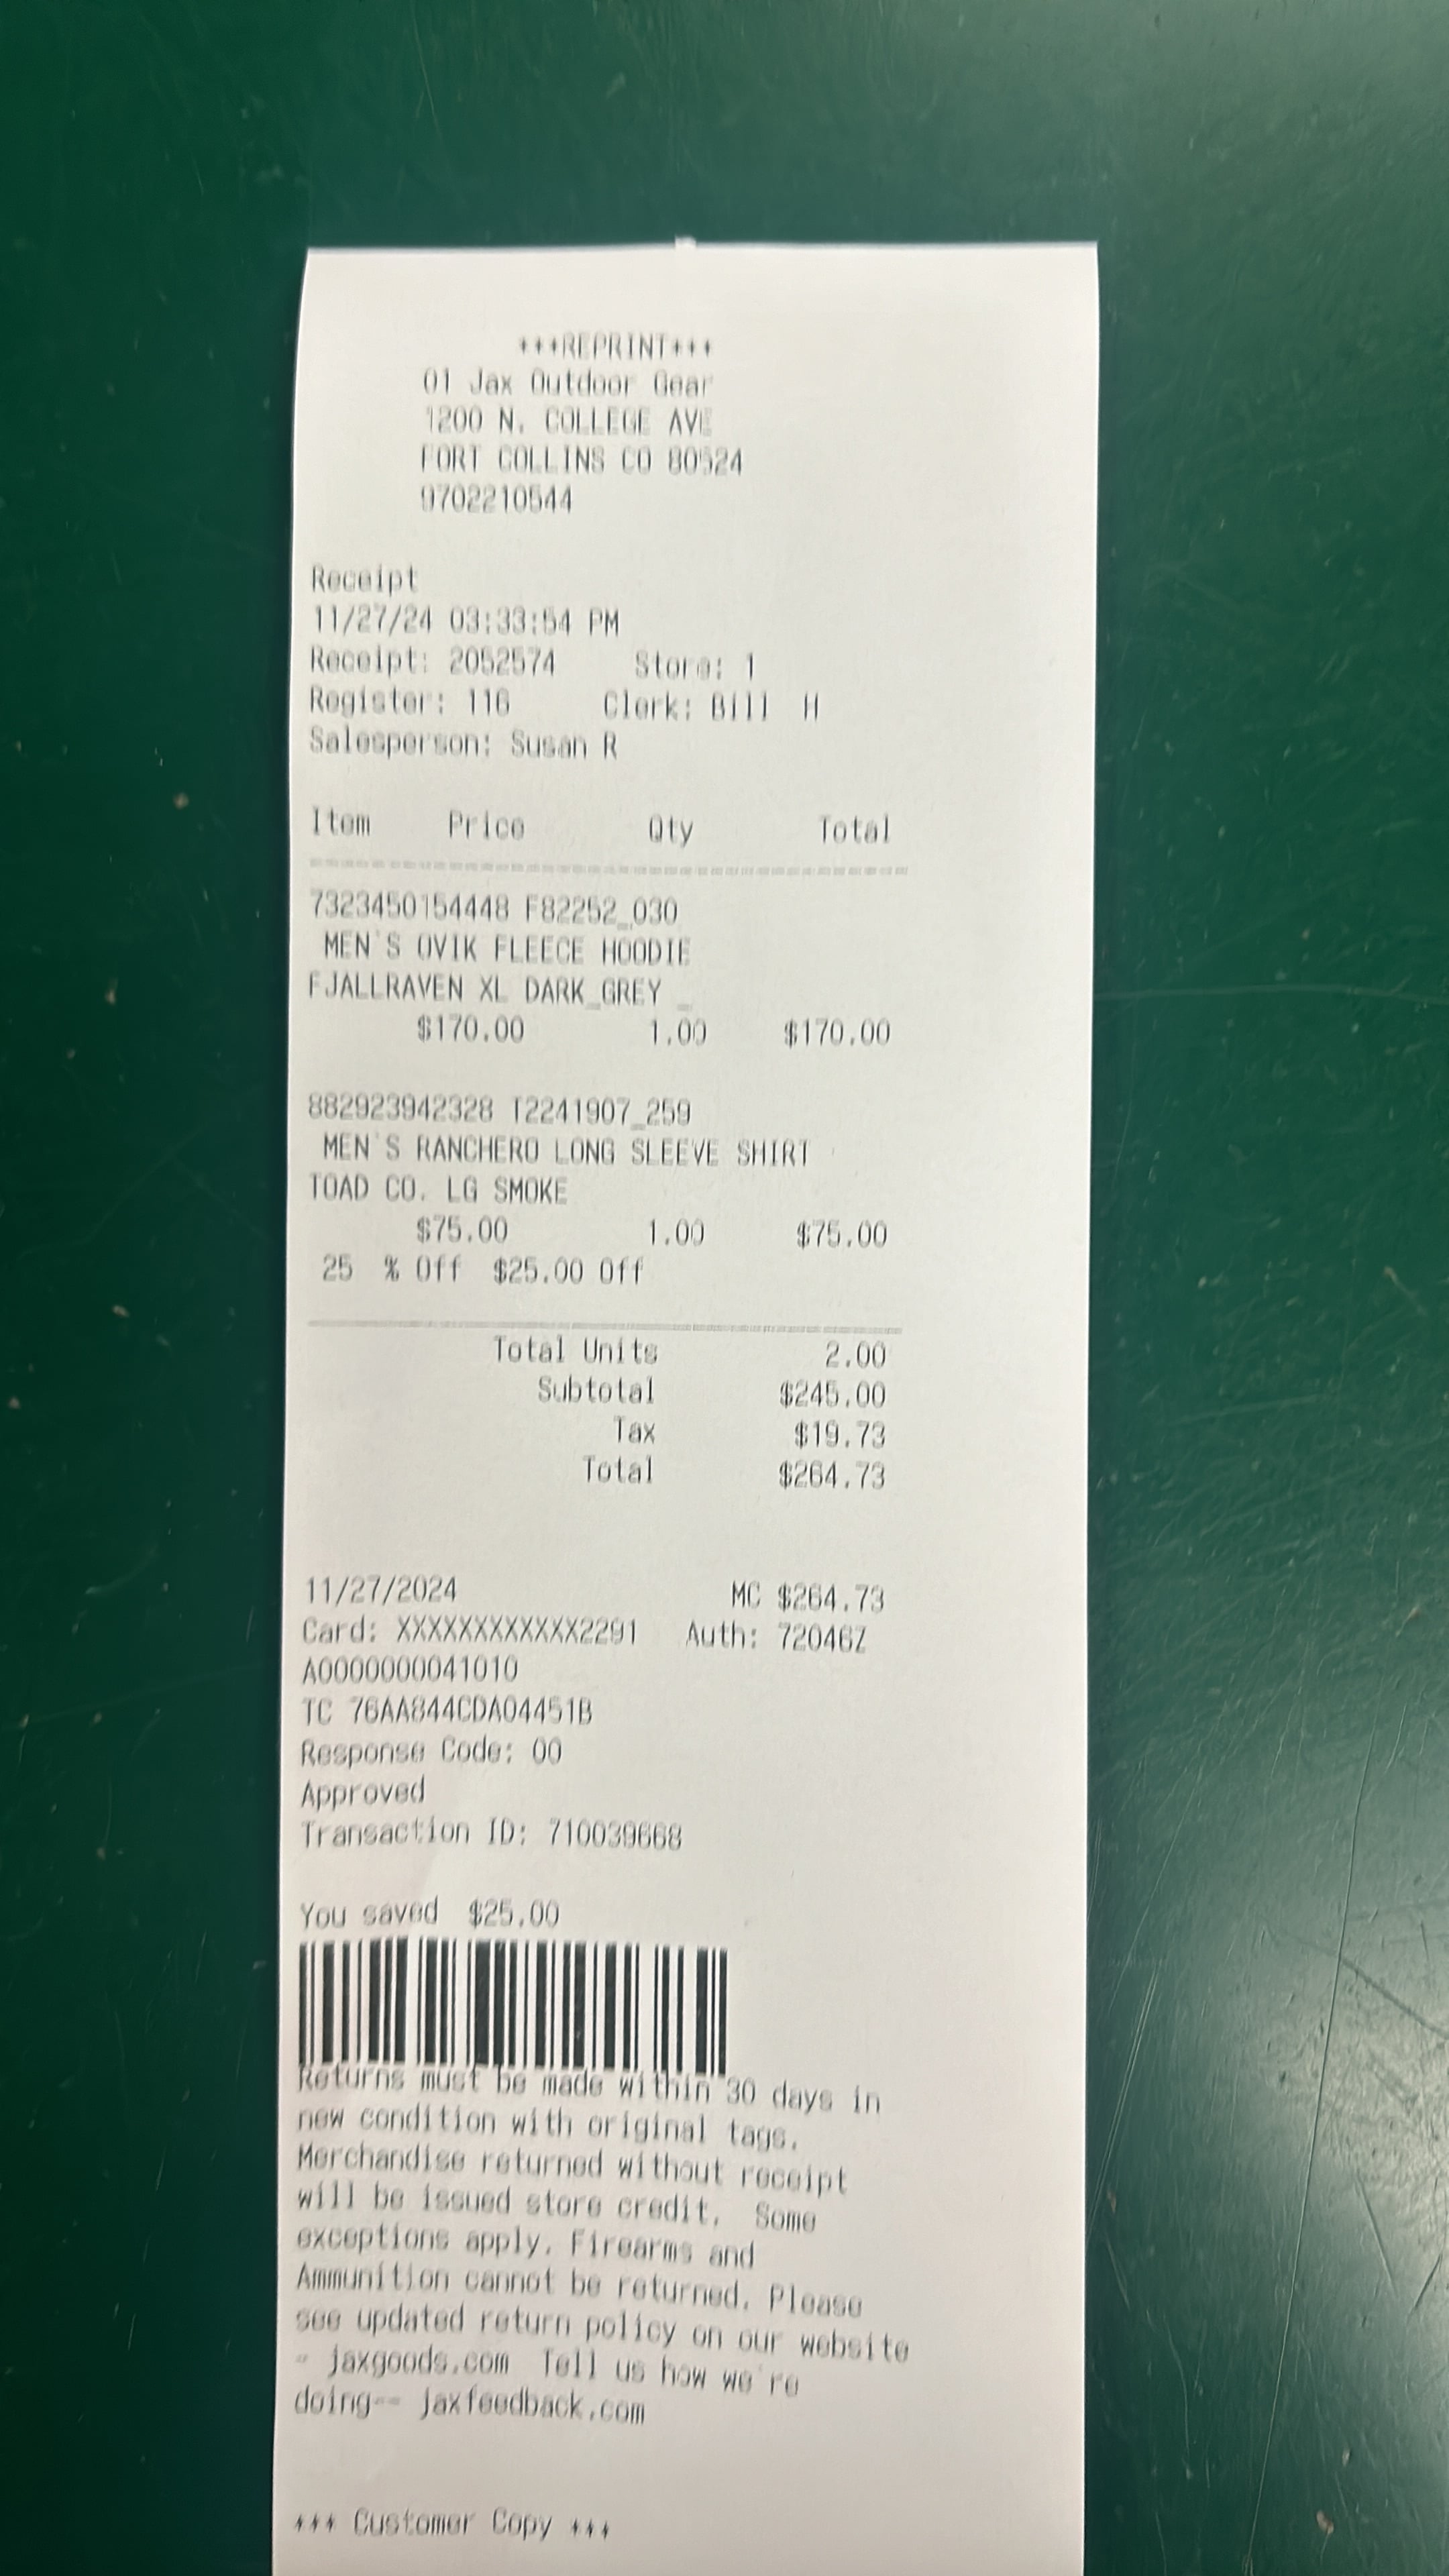 ***REPRINT***
01 Jax Outdoor Gear
1200 N. COLLEGE AVE
FORT COLLINS CO 80524
9702210544
Receipt
11/27/24 03:33:54 PM
Receipt: 2052574 Store: 1
Register: 116 Clerk: Bill H
Salesperson: Susan R
Item Price Qty Total
7323450154448 F82252_030
MEN'S OVIK FLEECE HOODIE
FJALLRAVEN XL DARK_GREY _
$170.00 1.00 $170.00
882923942328 T2241907_259
MEN'S RANCHERO LONG SLEEVE SHIRT
TOAD CO. LG SMOKE
$75.00 1.00 $75.00
25 % Off $25.00 Off
Total Units 2.00
Subtotal $245.00
Tax $19.73
Total $264.73
11/27/2024 MC $264.73
Card: XXXXXXXXXXXX2291 Auth: 72046Z
A0000000041010
TC 76AA844CDA04451B
Response Code: 00
Approved
Transaction ID: 710039668
You saved $25.00
Returns must be made within 30 days in
new condition with original tags.
Merchandise returned without receipt
will be issued store credit. Some
exceptions apply. Firearms and
Ammunition cannot be returned. Please
see updated return policy on our website
- jaxgoods.com Tell us how we're
doing-- jaxfeedback.com
*** Customer Copy ***